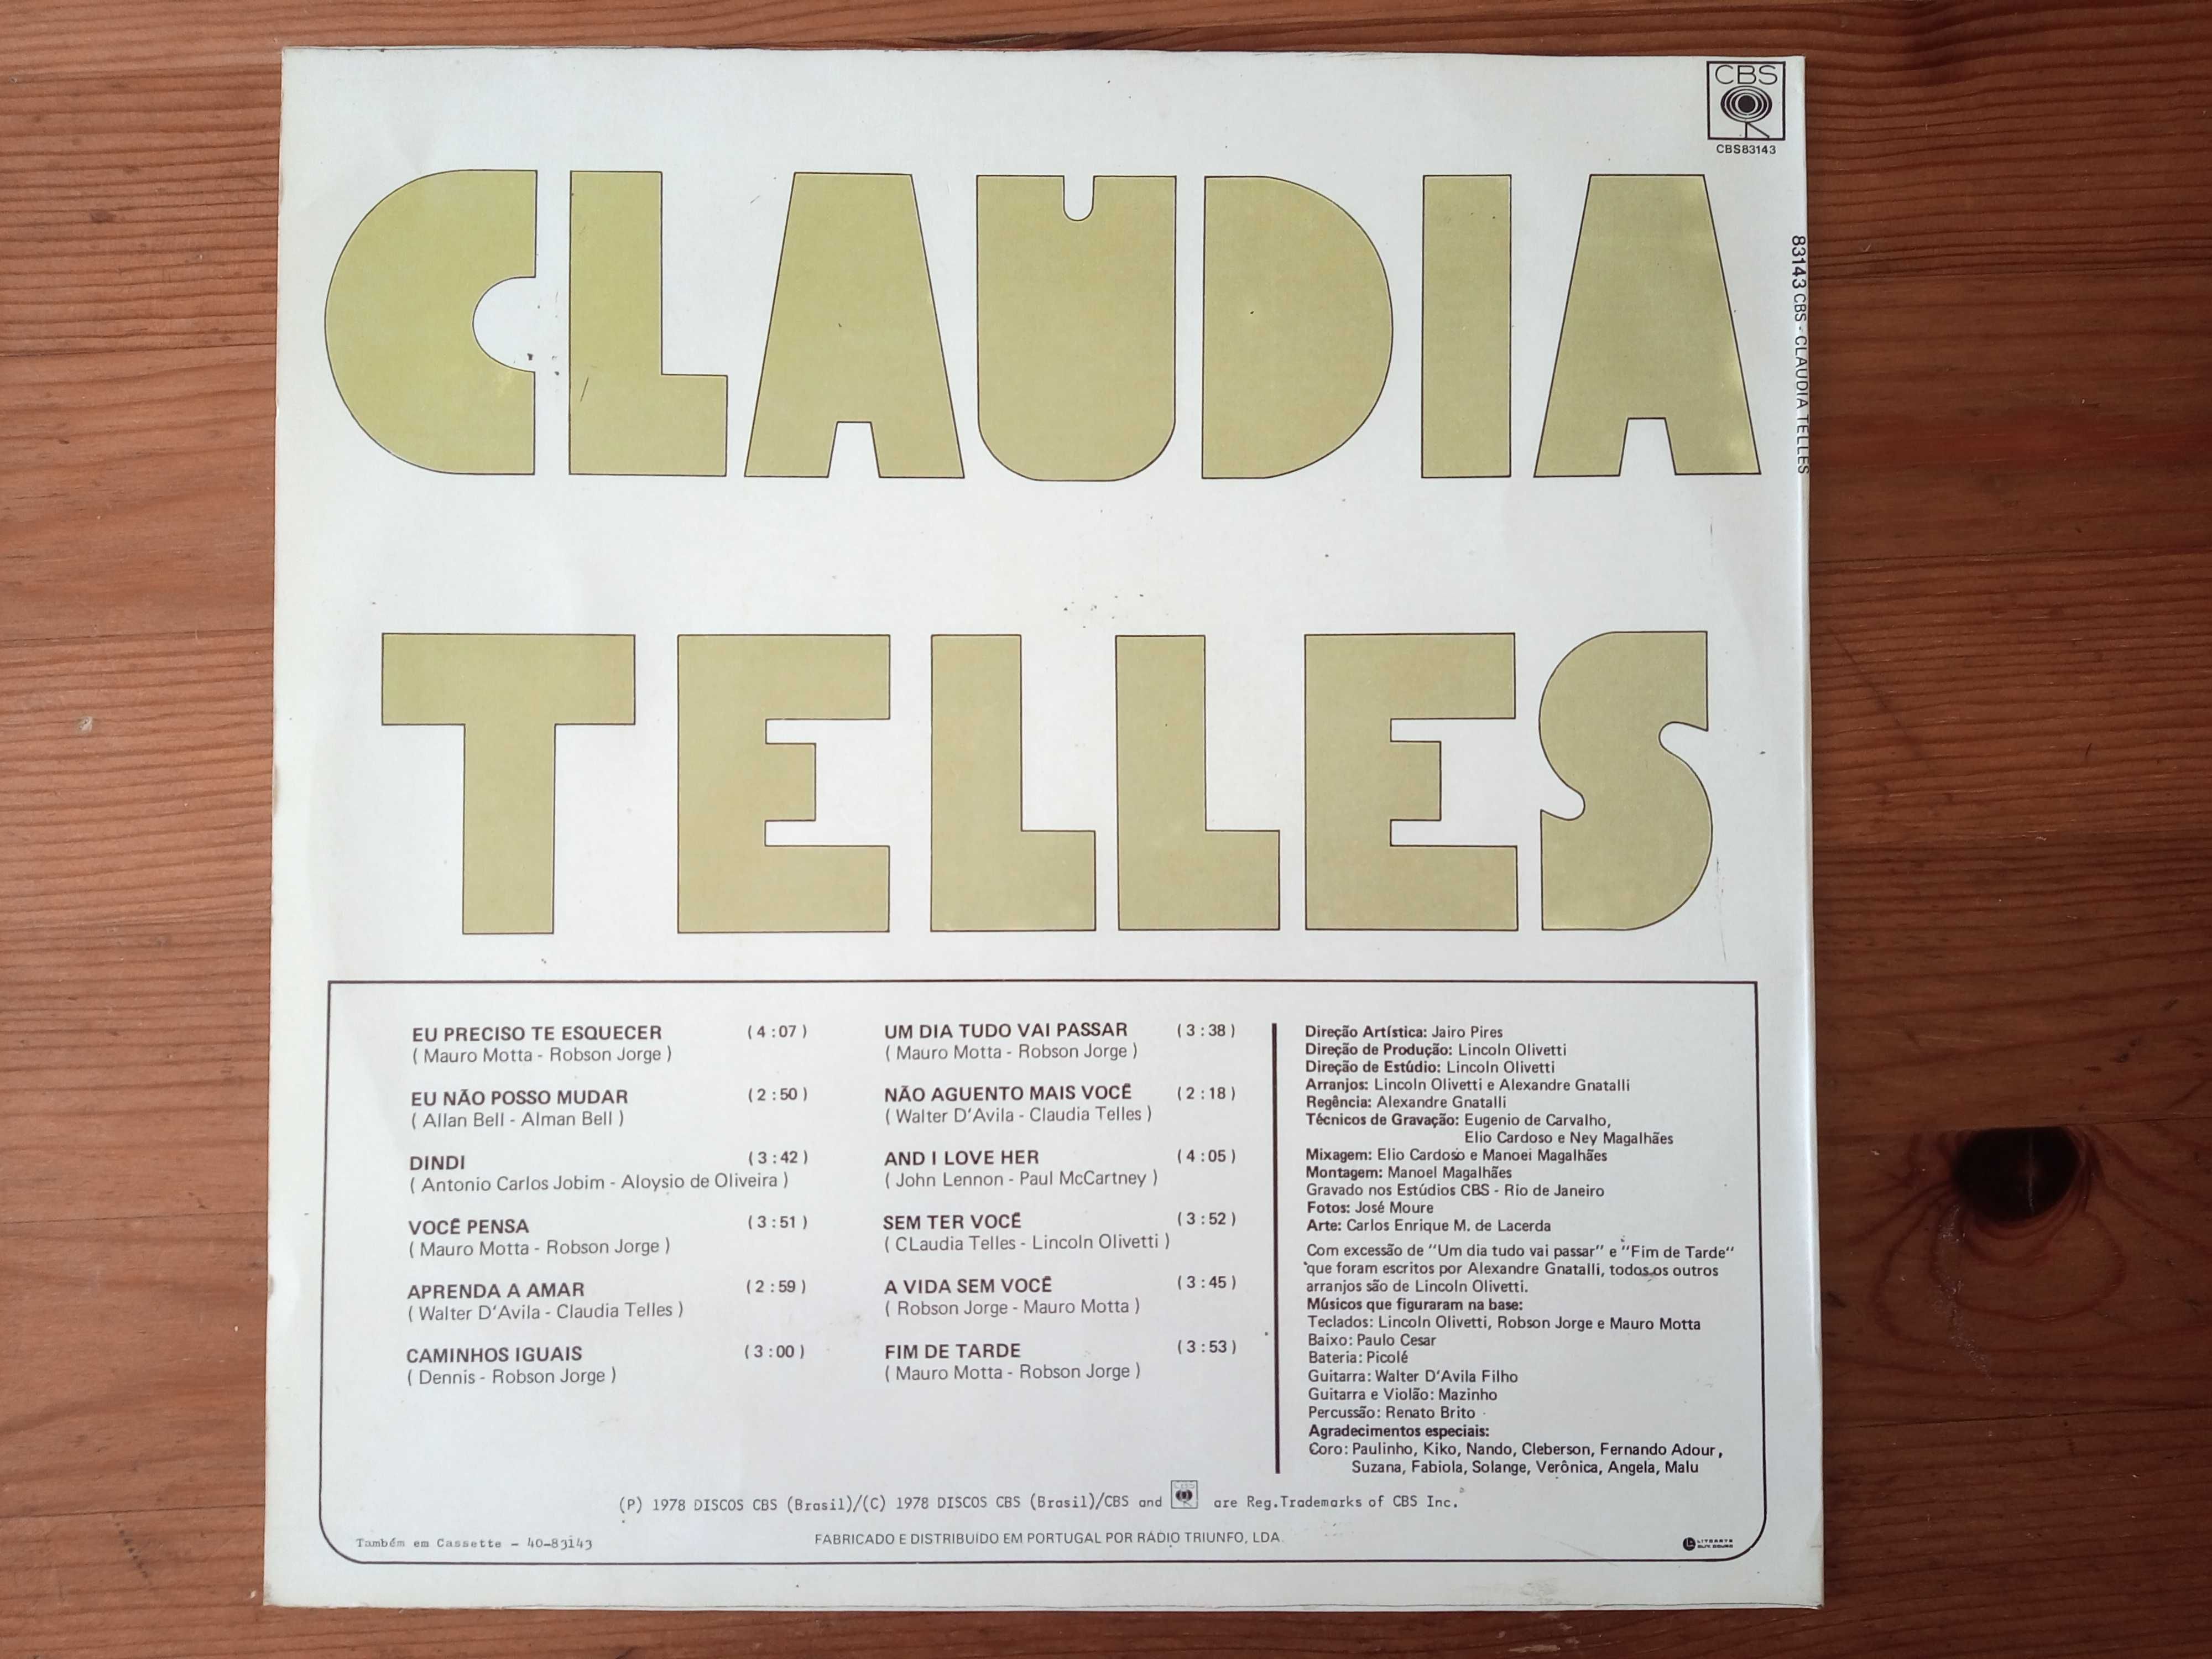 CBS
CBS83143
83143 CBS - CLAUDIA TELLES
CLAUDIA
TELLES
EU PRECISO TE ESQUECER ( 4 : 07 )
( Mauro Motta - Robson Jorge )
EU NÃO POSSO MUDAR ( 2 : 50 )
( Allan Bell - Alman Bell )
DINDI ( 3 : 42 )
( Antonio Carlos Jobim - Aloysio de Oliveira )
VOCÊ PENSA ( 3 : 51 )
( Mauro Motta - Robson Jorge )
APRENDA A AMAR ( 2 : 59 )
( Walter D'Avila - Claudia Telles )
CAMINHOS IGUAIS ( 3 : 00 )
( Dennis - Robson Jorge )
UM DIA TUDO VAI PASSAR ( 3 : 38 )
( Mauro Motta - Robson Jorge )
NÃO AGUENTO MAIS VOCÊ ( 2 : 18 )
( Walter D'Avila - Claudia Telles )
AND I LOVE HER ( 4 : 05 )
( John Lennon - Paul McCartney )
SEM TER VOCÊ ( 3 : 52 )
( CLaudia Telles - Lincoln Olivetti )
A VIDA SEM VOCÊ ( 3 : 45 )
( Robson Jorge - Mauro Motta )
FIM DE TARDE ( 3 : 53 )
( Mauro Motta - Robson Jorge )
Direção Artística: Jairo Pires
Direção de Produção: Lincoln Olivetti
Direção de Estúdio: Lincoln Olivetti
Arranjos: Lincoln Olivetti e Alexandre Gnatalli
Regência: Alexandre Gnatalli
Técnicos de Gravação: Eugenio de Carvalho,
Elio Cardoso e Ney Magalhães
Mixagem: Elio Cardoso e Manoei Magalhães
Montagem: Manoel Magalhães
Gravado nos Estúdios CBS - Rio de Janeiro
Fotos: José Moure
Arte: Carlos Enrique M. de Lacerda
Com excessão de "Um dia tudo vai passar" e "Fim de Tarde"
que foram escritos por Alexandre Gnatalli, todos os outros
arranjos são de Lincoln Olivetti.
Músicos que figuraram na base:
Teclados: Lincoln Olivetti, Robson Jorge e Mauro Motta
Baixo: Paulo Cesar
Bateria: Picolé
Guitarra: Walter D'Avila Filho
Guitarra e Violão: Mazinho
Percussão: Renato Brito
Agradecimentos especiais:
Coro: Paulinho, Kiko, Nando, Cleberson, Fernando Adour,
Suzana, Fabiola, Solange, Verônica, Angela, Malu
(P) 1978 DISCOS CBS (Brasil)/(C) 1978 DISCOS CBS (Brasil)/CBS and are Reg.Trademarks of CBS Inc.
Também em Cassette - 40-83143
FABRICADO E DISTRIBUÍDO EM PORTUGAL POR RÁDIO TRIUNFO, LDA.